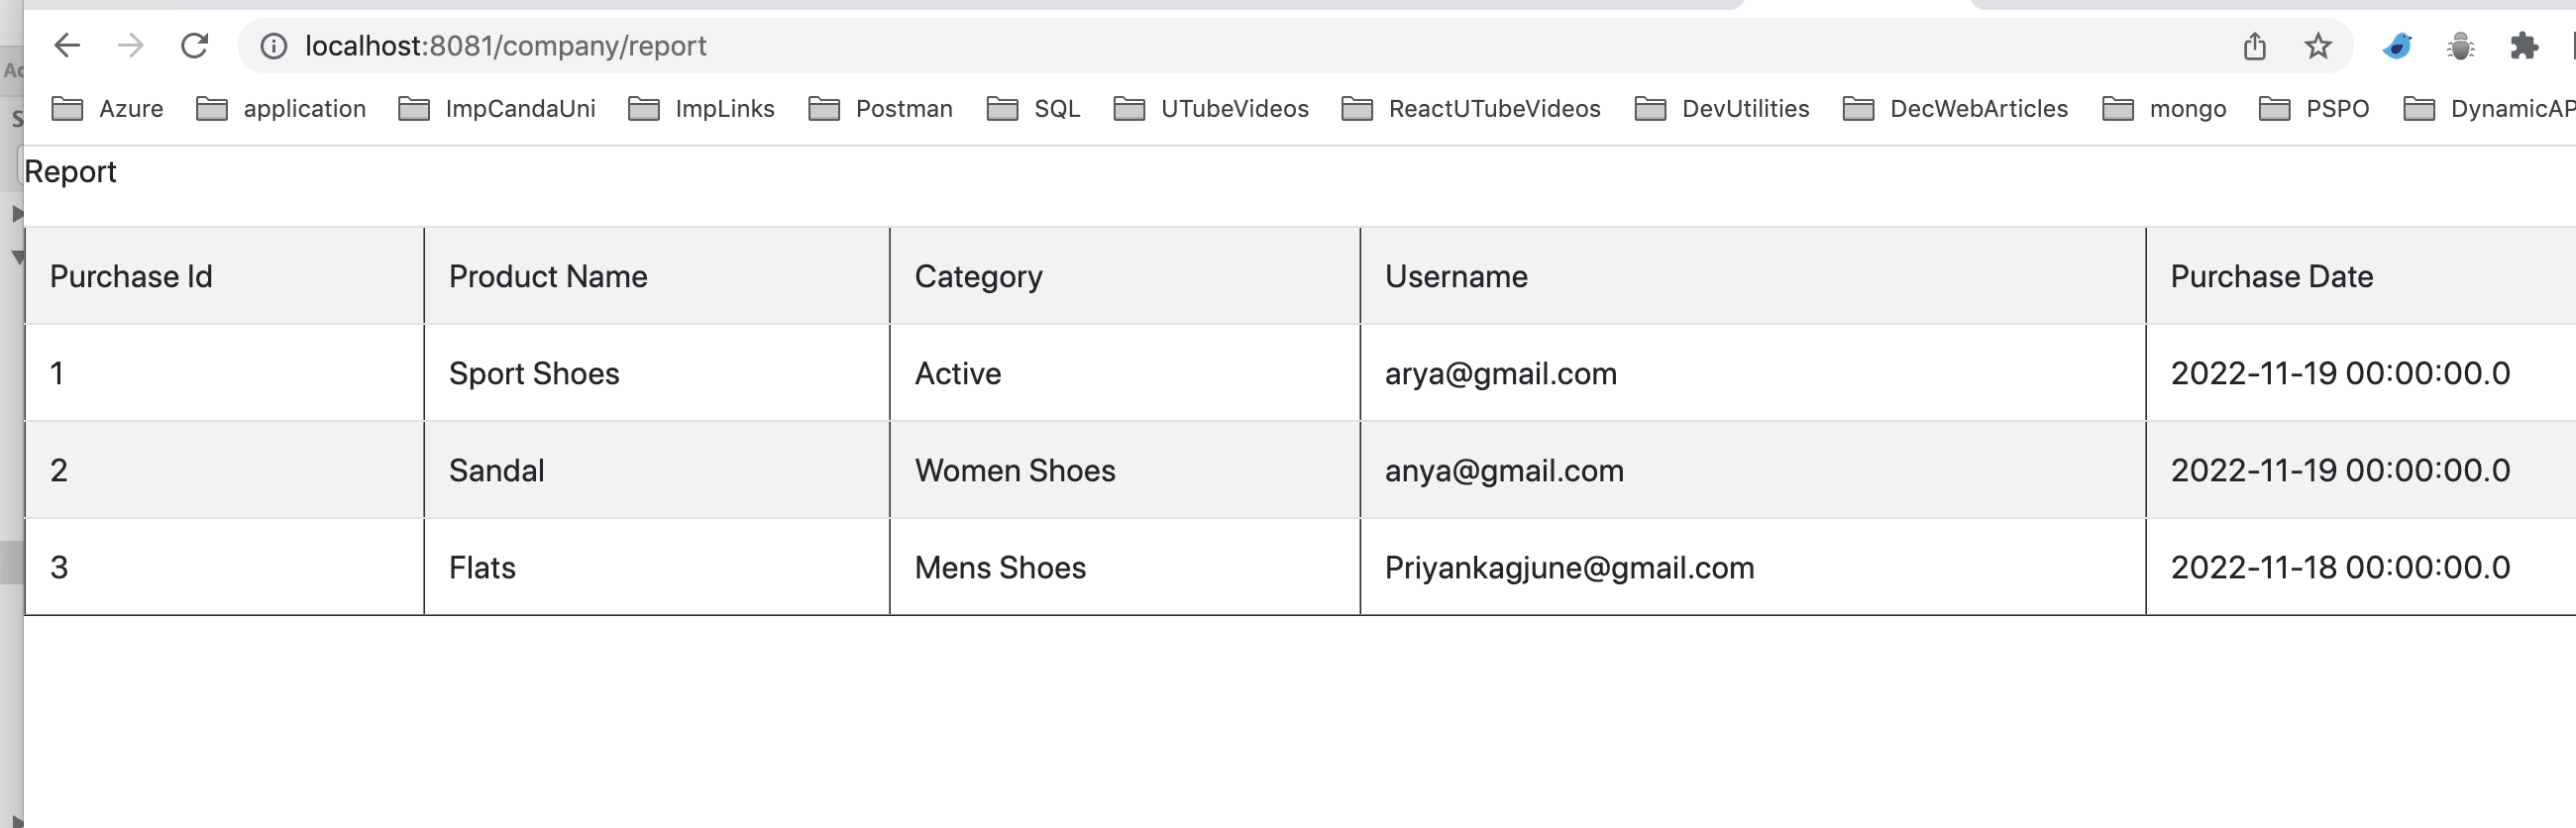 localhost:8081/company/report
Azure application ImpCandaUni ImpLinks Postman SQL UTubeVideos ReactUTubeVideos DevUtilities DecWebArticles mongo PSPO DynamicAP
Report
Purchase Id Product Name Category Username Purchase Date
1 Sport Shoes Active arya@gmail.com 2022-11-19 00:00:00.0
2 Sandal Women Shoes anya@gmail.com 2022-11-19 00:00:00.0
3 Flats Mens Shoes Priyankagjune@gmail.com 2022-11-18 00:00:00.0